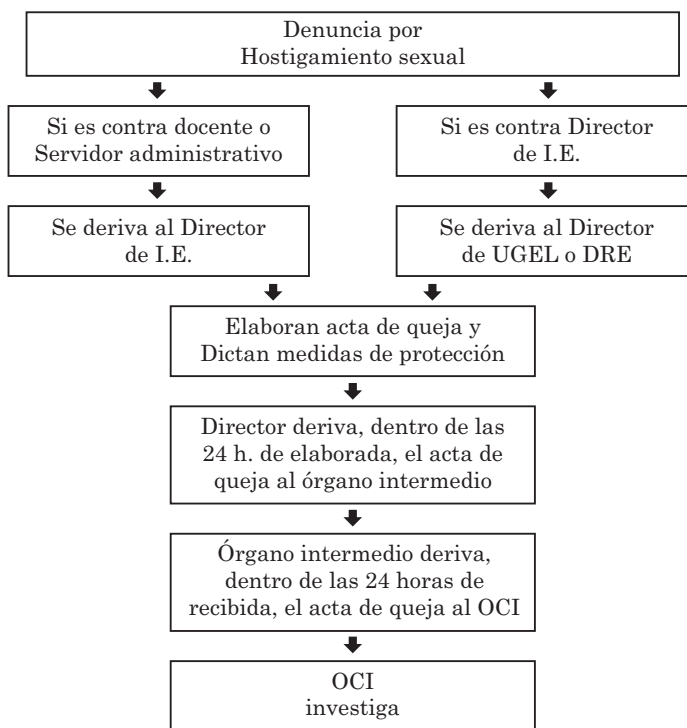 Denuncia por
Hostigamiento sexual
Si es contra docente o
Servidor administrativo
Si es contra Director
de I.E.
Se deriva al Director
de I.E.
Se deriva al Director
de UGEL o DRE
Elaboran acta de queja y
Dictan medidas de protección
Director deriva, dentro de las
24 h. de elaborada, el acta de
queja al órgano intermedio
Órgano intermedio deriva,
dentro de las 24 horas de
recibida, el acta de queja al OCI
OCI
investiga